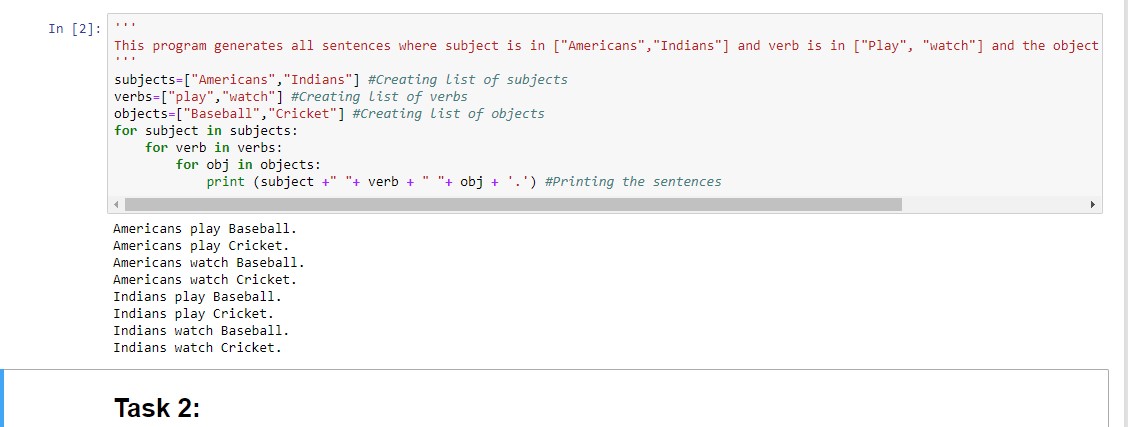 In [2]:
'''
This program generates all sentences where subject is in ["Americans","Indians"] and verb is in ["Play", "watch"] and the object
'''
subjects=["Americans","Indians"] #Creating list of subjects
verbs=["play","watch"] #Creating list of verbs
objects=["Baseball","Cricket"] #Creating list of objects
for subject in subjects:
    for verb in verbs:
        for obj in objects:
            print (subject +" "+ verb + " "+ obj + '.') #Printing the sentences
Americans play Baseball.
Americans play Cricket.
Americans watch Baseball.
Americans watch Cricket.
Indians play Baseball.
Indians play Cricket.
Indians watch Baseball.
Indians watch Cricket.
Task 2: